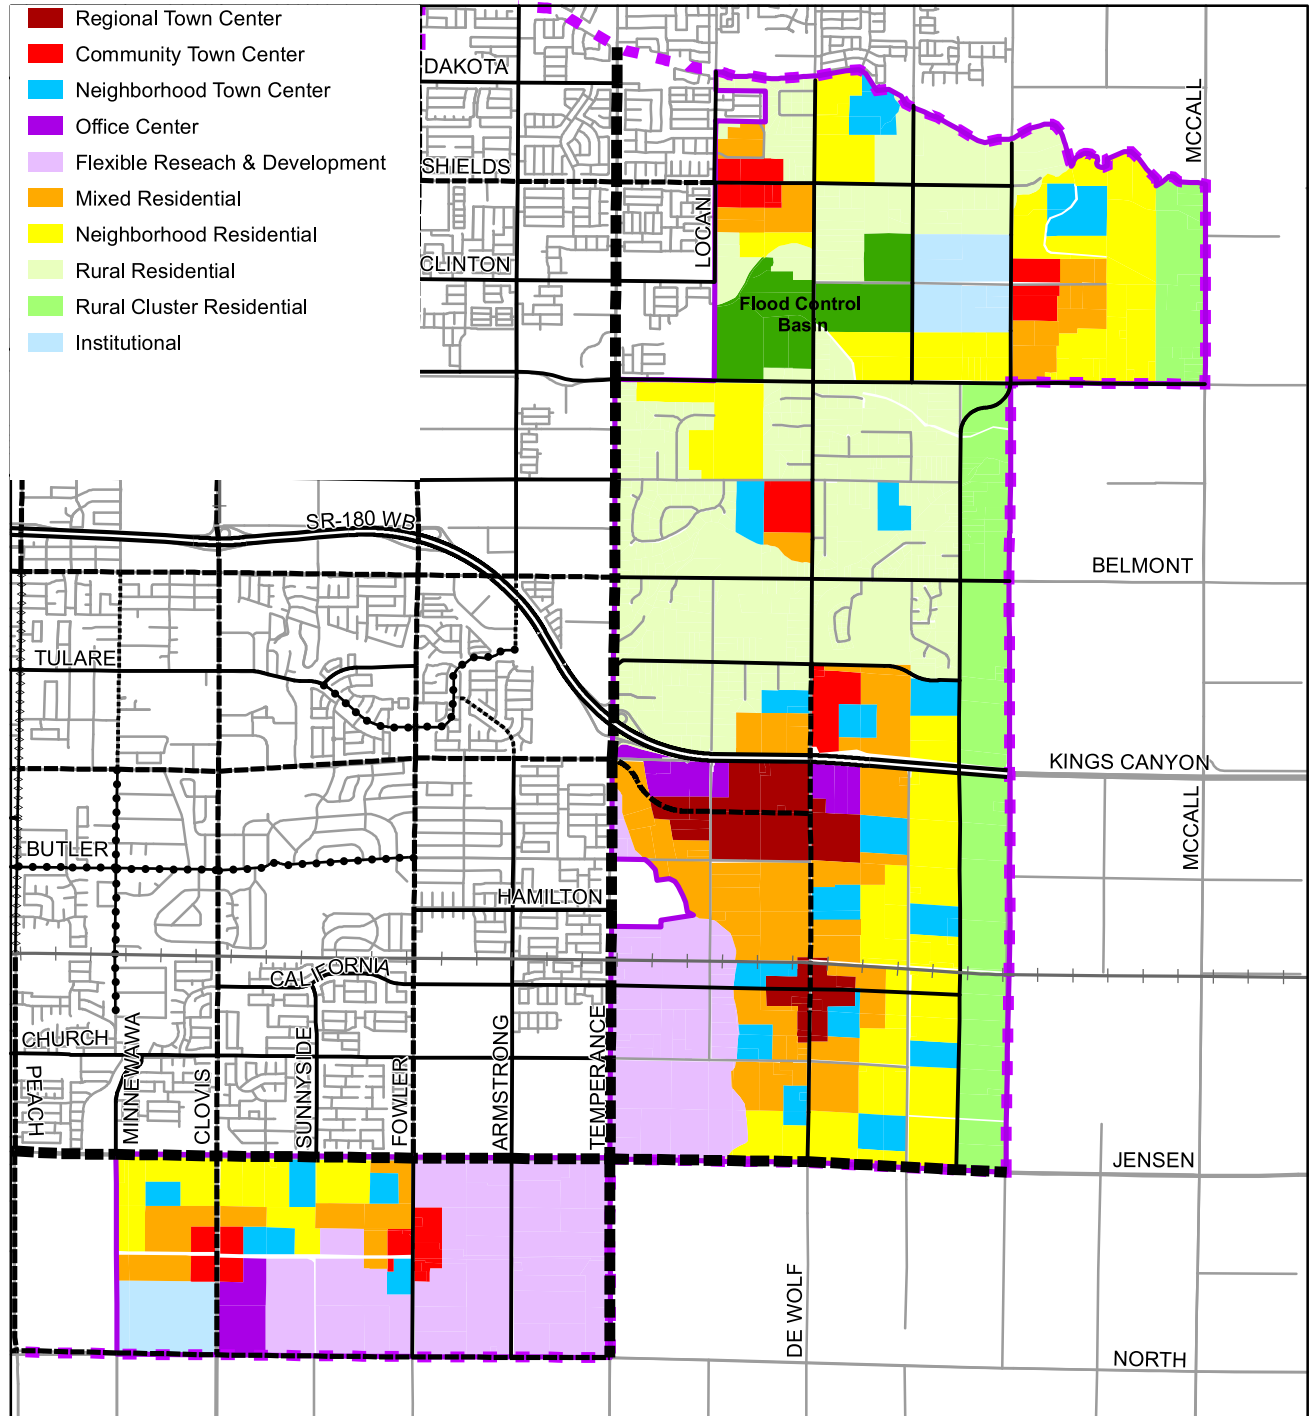 Regional Town Center
Community Town Center
Neighborhood Town Center
Office Center
Flexible Reseach & Development
Mixed Residential
Neighborhood Residential
Rural Residential
Rural Cluster Residential
Institutional
DAKOTA
SHIELDS
CLINTON
LOCAN
MCCALL
Flood Control
Basin
SR-180 WB
BELMONT
TULARE
KINGS CANYON
MCCALL
BUTLER
HAMILTON
CALIFORNIA
CHURCH
PEACH
MINNEWAWA
CLOVIS
SUNNYSIDE
FOWLER
ARMSTRONG
TEMPERANCE
JENSEN
DE WOLF
NORTH